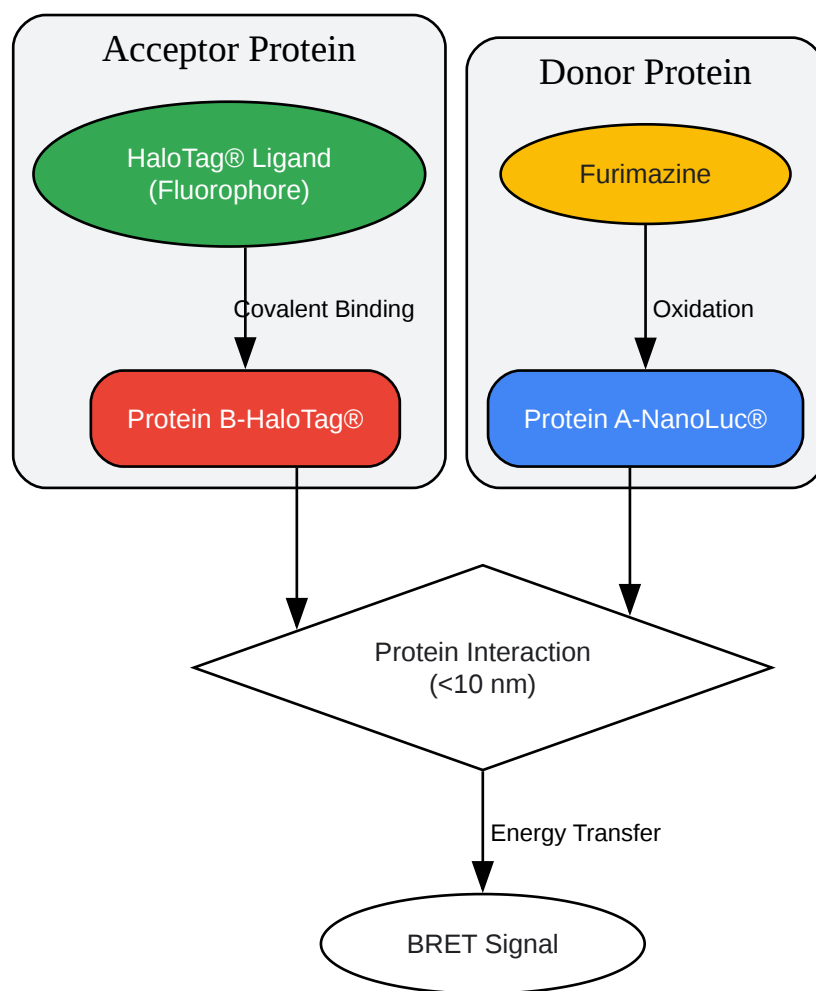 Acceptor Protein
Donor Protein
HaloTag® Ligand
(Fluorophore)
Furimazine
Covalent Binding
Oxidation
Protein B-HaloTag®
Protein A-NanoLuc®
Protein Interaction
(<10 nm)
Energy Transfer
BRET Signal